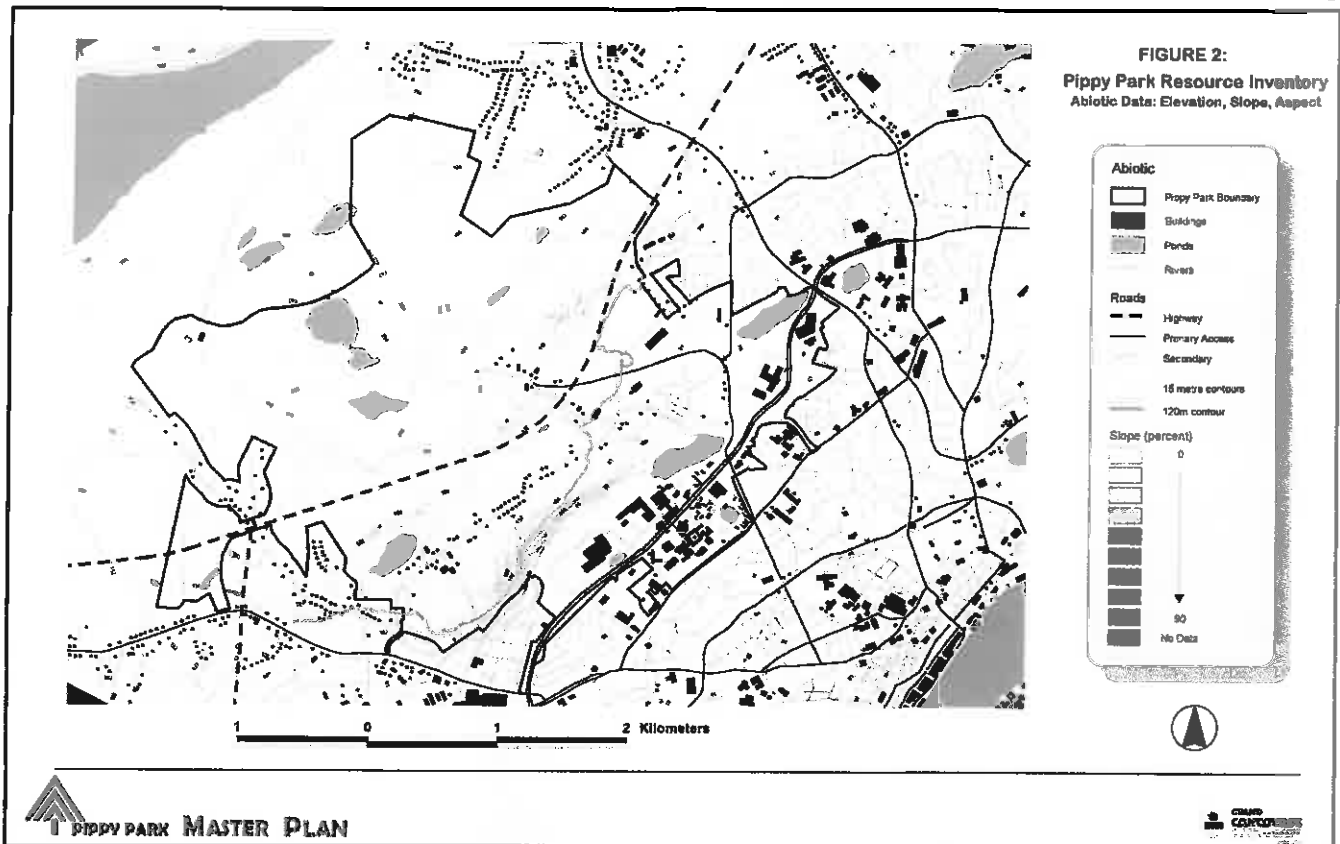 FIGURE 2:
Pippy Park Resource Inventory
Abiotic Data: Elevation, Slope, Aspect
Abiotic
Pippy Park Boundary
Buildings
Ponds
Rivers
Roads
Highway
Primary Access
Secondary
15 metre contours
120m contour
Slope (percent)
0
90
No Data
1 0 1 2 Kilometers
PIPPY PARK MASTER PLAN
GRAND
CONCOURSE